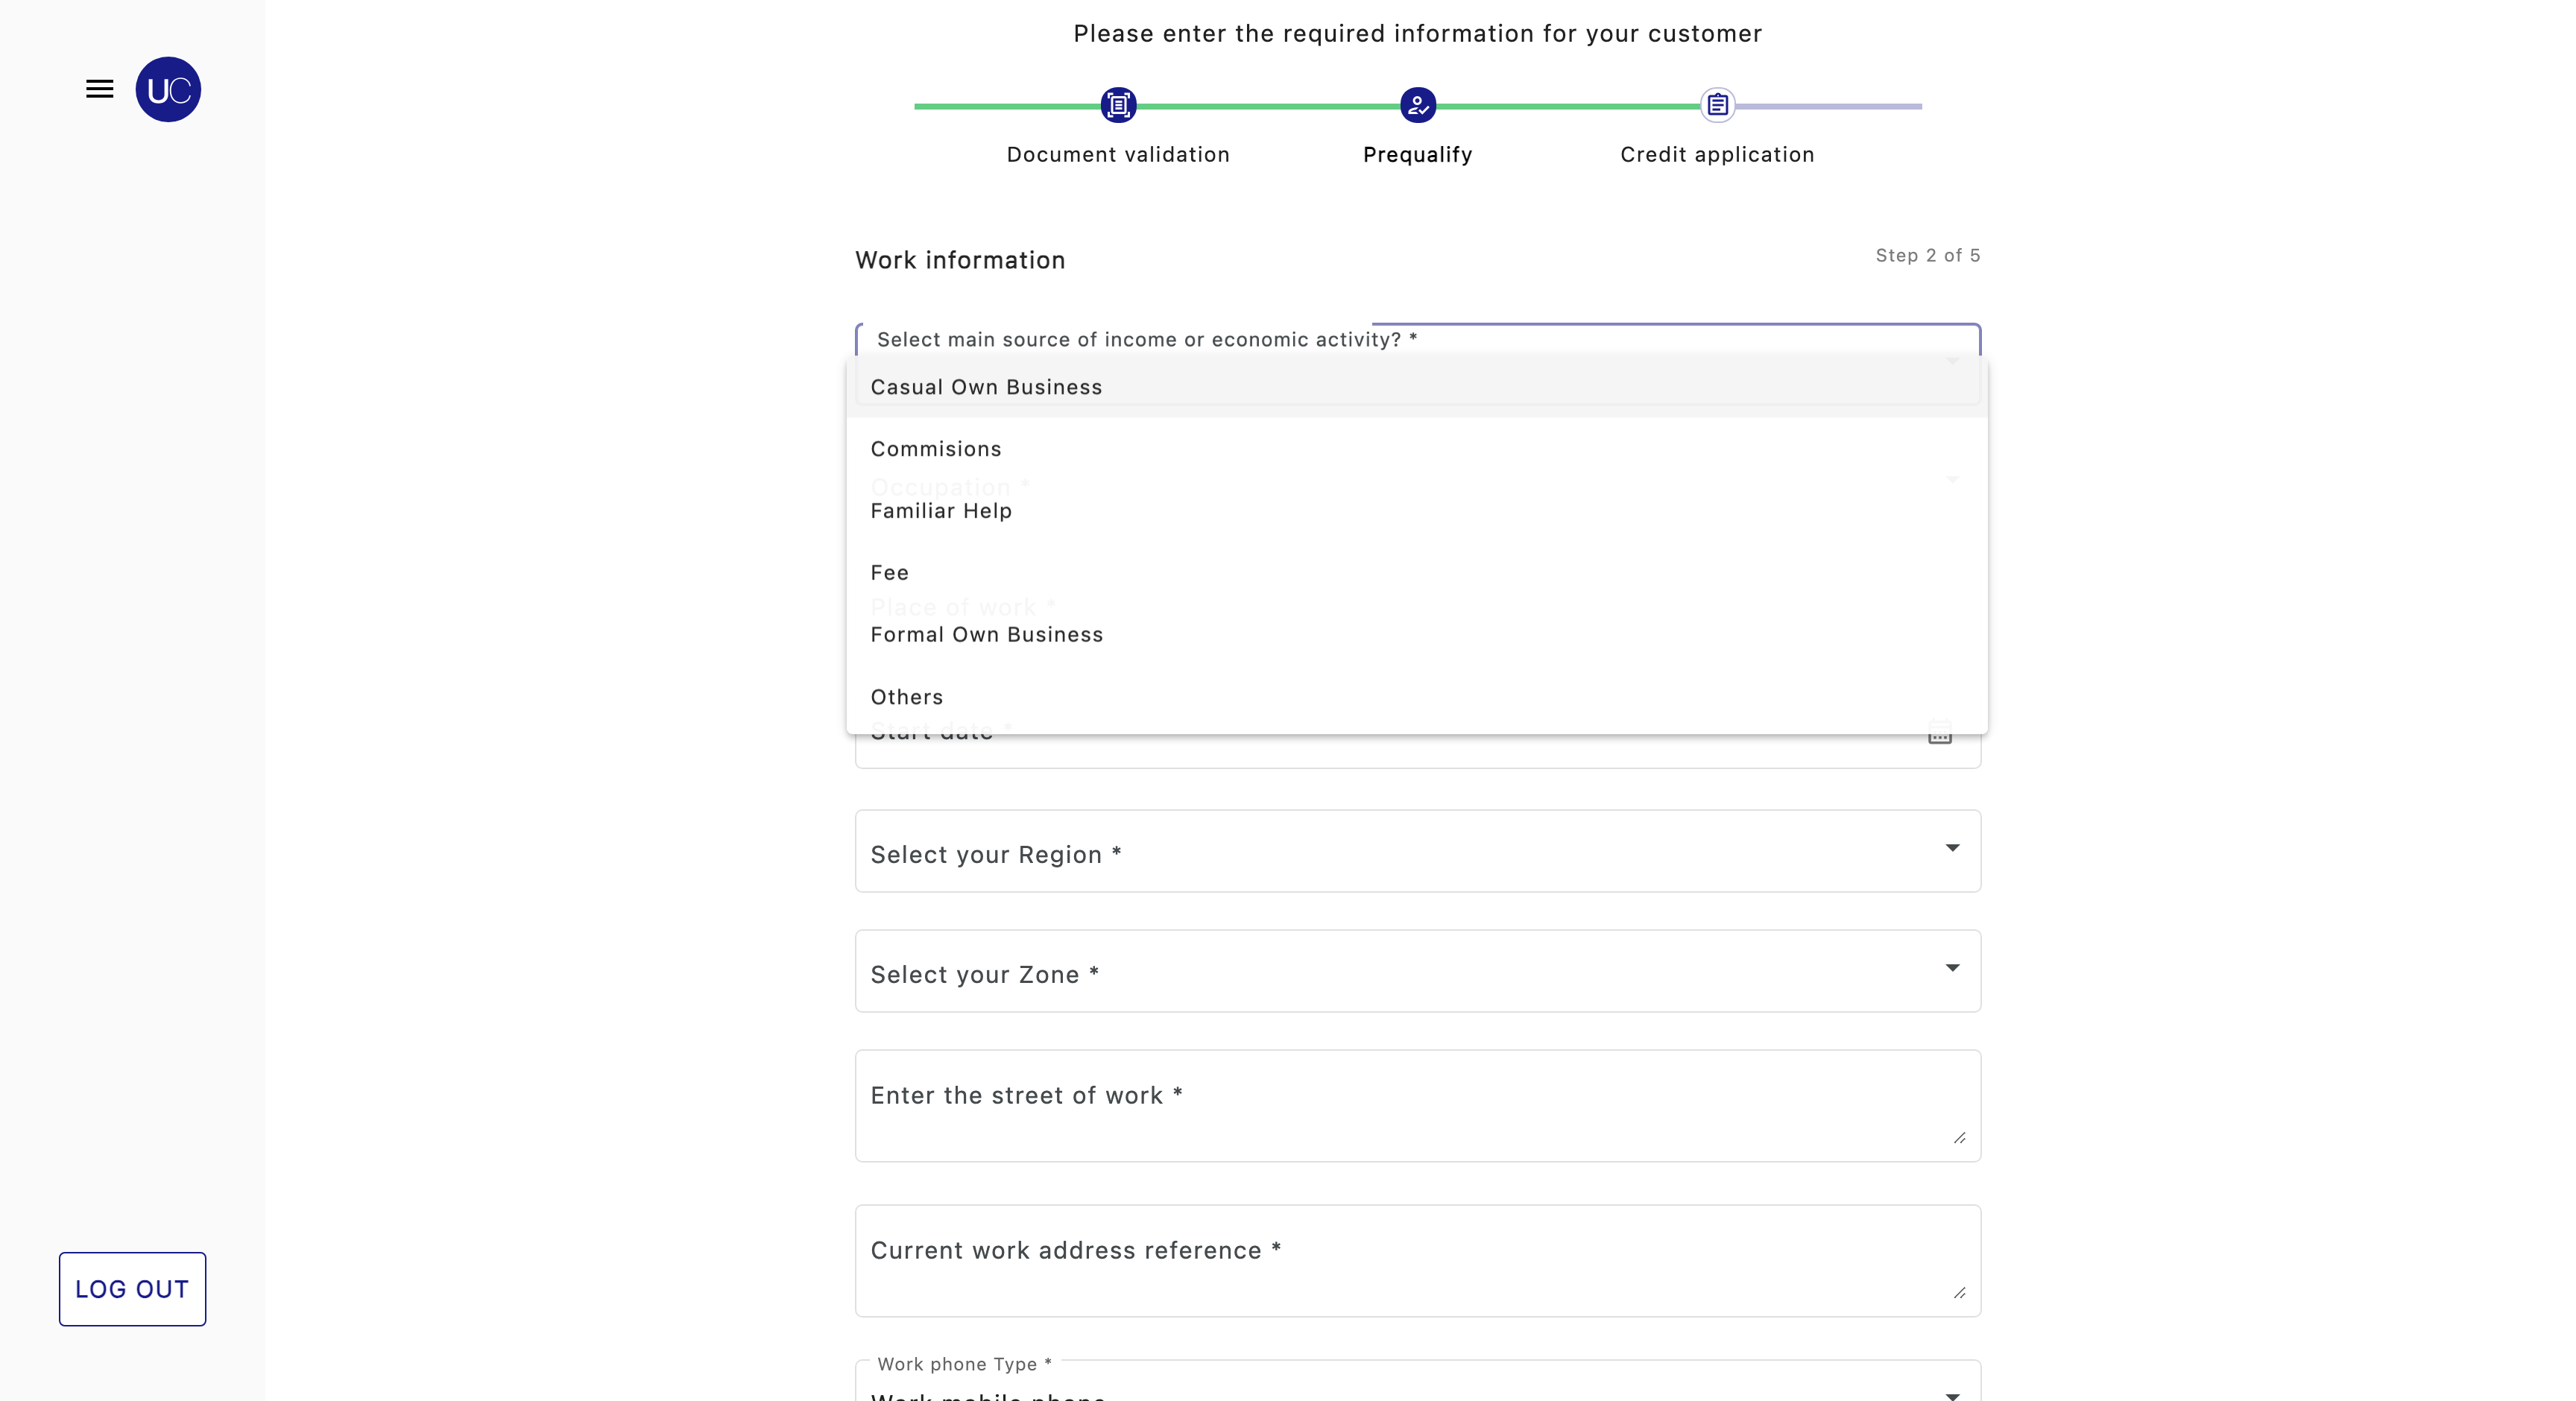 Please enter the required information for your customer
UC
Document validation
Prequalify
Credit application
Work information
Step 2 of 5
Select main source of income or economic activity? *
Casual Own Business
Commisions
Occupation *
Familiar Help
Fee
Place of work *
Formal Own Business
Others
Start date *
Select your Region *
Select your Zone *
Enter the street of work *
Current work address reference *
LOG OUT
Work phone Type *
Work mobile phone